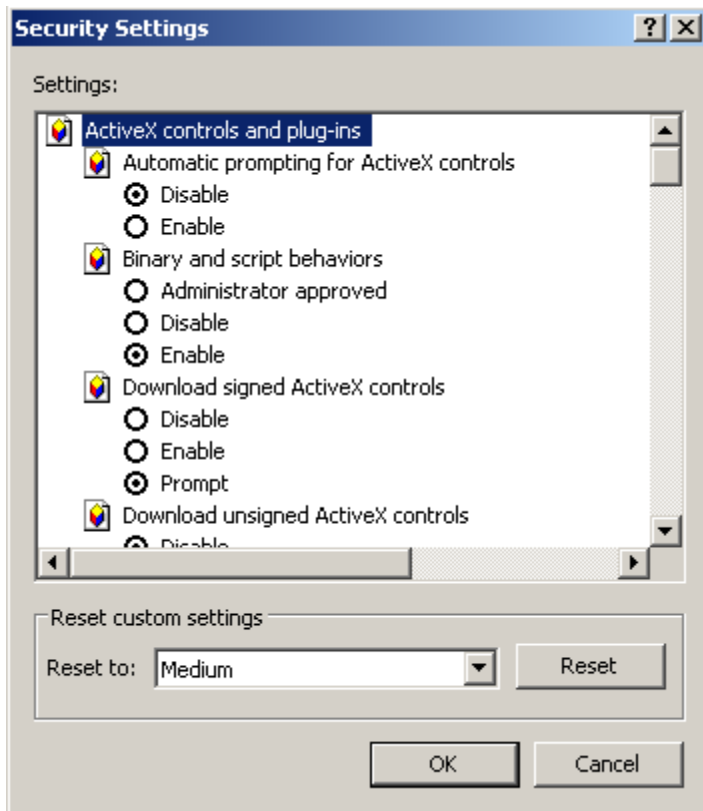 Security Settings
Settings:
ActiveX controls and plug-ins
Automatic prompting for ActiveX controls
Disable
Enable
Binary and script behaviors
Administrator approved
Disable
Enable
Download signed ActiveX controls
Disable
Enable
Prompt
Download unsigned ActiveX controls
Disable
Reset custom settings
Reset to: Medium Reset
OK Cancel